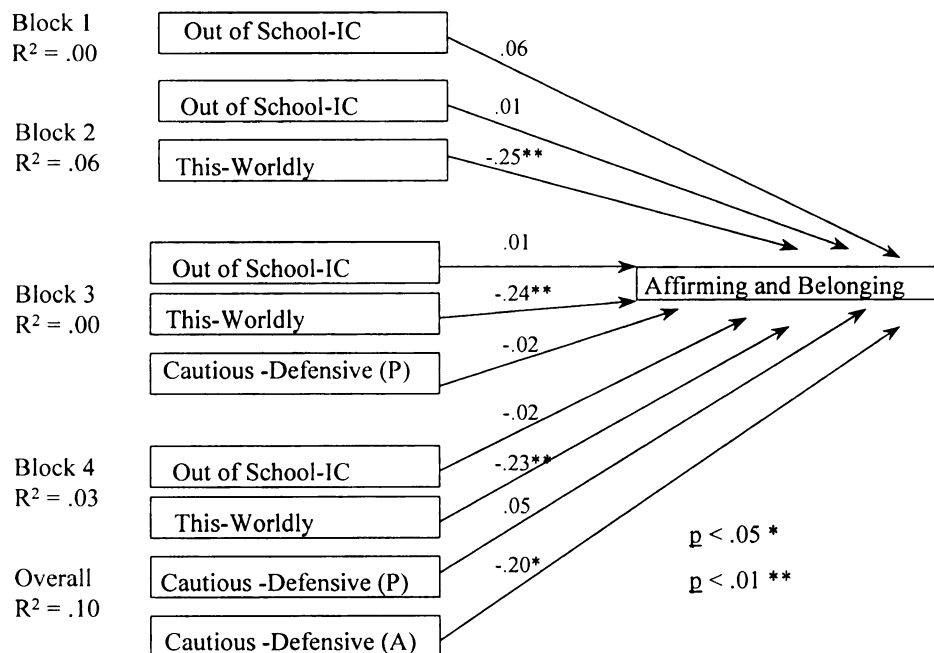 Block 1
R² = .00
Out of School-IC
.06
Block 2
R² = .06
Out of School-IC
.01
This-Worldly
-.25**
Block 3
R² = .00
Out of School-IC
.01
This-Worldly
-.24**
Cautious -Defensive (P)
-.02
Affirming and Belonging
Block 4
R² = .03
Out of School-IC
-.02
This-Worldly
-.23**
Cautious -Defensive (P)
.05
Cautious -Defensive (A)
-.20*
Overall
R² = .10
p < .05 *
p < .01 **